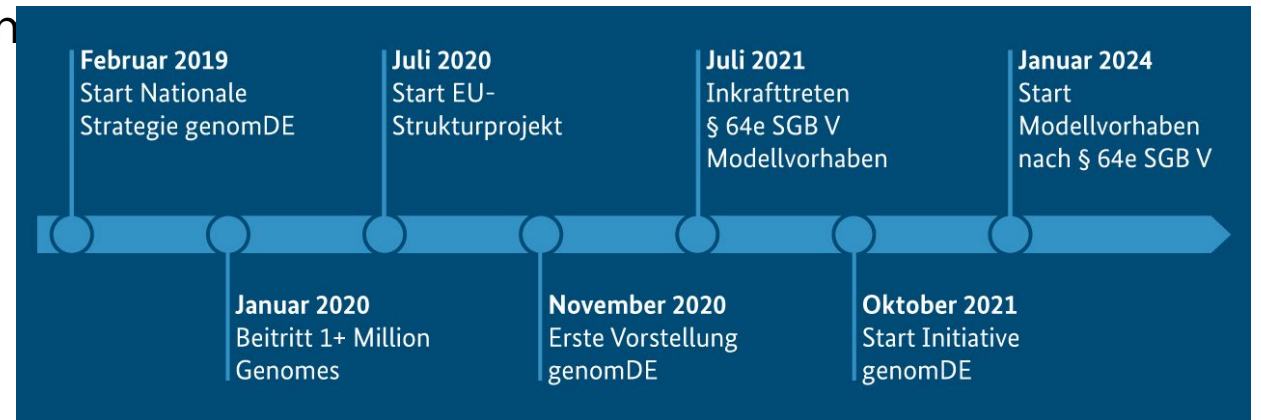 Februar 2019
Start Nationale
Strategie genomDE
Januar 2020
Beitritt 1+ Million
Genomes
Juli 2020
Start EU-
Strukturprojekt
November 2020
Erste Vorstellung
genomDE
Juli 2021
Inkrafttreten
§ 64e SGB V
Modellvorhaben
Oktober 2021
Start Initiative
genomDE
Januar 2024
Start
Modellvorhaben
nach § 64e SGB V